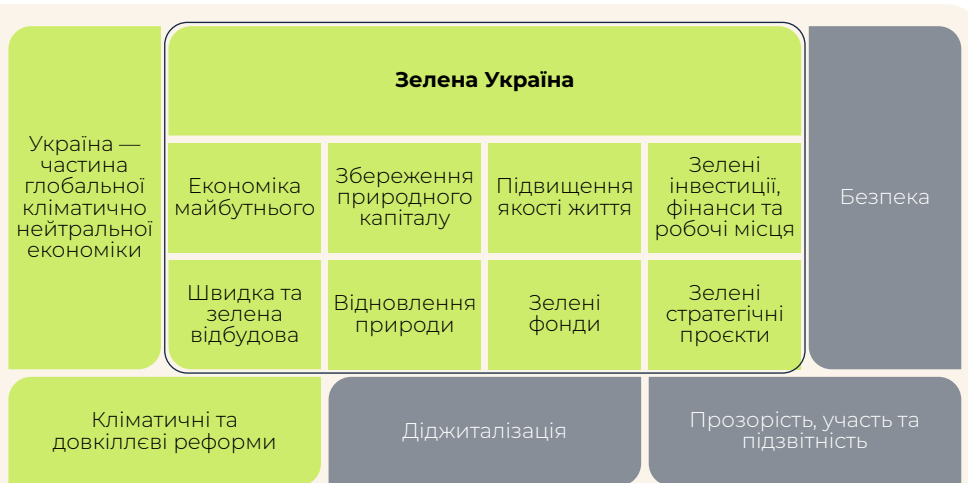 Зелена Україна
Україна —
частина
глобальної
кліматично
нейтральної
економіки
Економіка
майбутнього
Збереження
природного
капіталу
Підвищення
якості життя
Зелені
інвестиції,
фінанси та
робочі місця
Безпека
Швидка та
зелена
відбудова
Відновлення
природи
Зелені
фонди
Зелені
стратегічні
проєкти
Кліматичні та
довкіллєві реформи
Діджиталізація
Прозорість, участь та
підзвітність